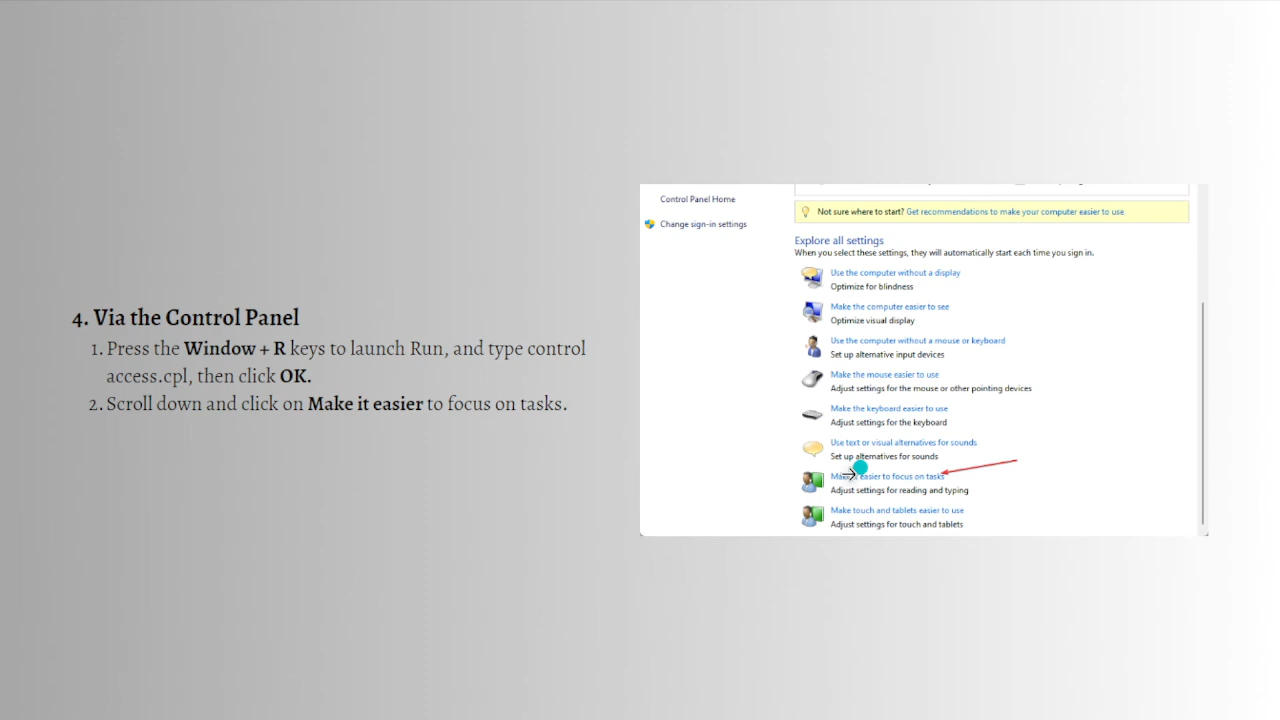 4. Via the Control Panel
1. Press the Window + R keys to launch Run, and type control
access.cpl, then click OK.
2. Scroll down and click on Make it easier to focus on tasks.
Control Panel Home
Change sign-in settings
Not sure where to start? Get recommendations to make your computer easier to use
Explore all settings
When you select these settings, they will automatically start each time you sign in.
Use the computer without a display
Optimize for blindness
Make the computer easier to see
Optimize visual display
Use the computer without a mouse or keyboard
Set up alternative input devices
Make the mouse easier to use
Adjust settings for the mouse or other pointing devices
Make the keyboard easier to use
Adjust settings for the keyboard
Use text or visual alternatives for sounds
Set up alternatives for sounds
Make it easier to focus on tasks
Adjust settings for reading and typing
Make touch and tablets easier to use
Adjust settings for touch and tablets